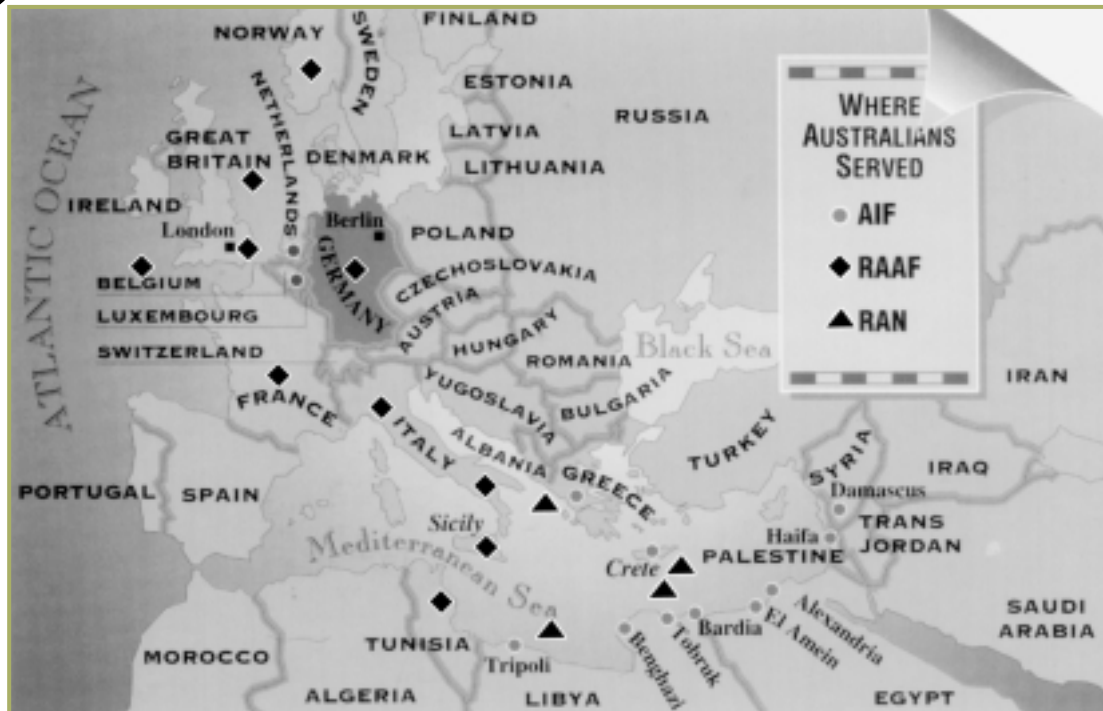 NORWAY
SWEDEN
FINLAND
ESTONIA
RUSSIA
LATVIA
LITHUANIA
NETHERLANDS
GREAT
BRITAIN
DENMARK
IRELAND
ATLANTIC OCEAN
London
Berlin
POLAND
GERMANY
BELGIUM
LUXEMBOURG
SWITZERLAND
CZECHOSLOVAKIA
AUSTRIA
HUNGARY
ROMANIA
Black Sea
FRANCE
YUGOSLAVIA
BULGARIA
ITALY
ALBANIA
GREECE
TURKEY
PORTUGAL
SPAIN
SYRIA
IRAQ
IRAN
Damascus
Sicily
Mediterranean Sea
Haifa
TRANS
JORDAN
PALESTINE
Crete
SAUDI
ARABIA
MOROCCO
TUNISIA
Tripoli
Benghazi
Tobruk
Bardia
El Amein
Alexandria
ALGERIA
LIBYA
EGYPT
WHERE
AUSTRALIANS
SERVED
AIF
RAAF
RAN